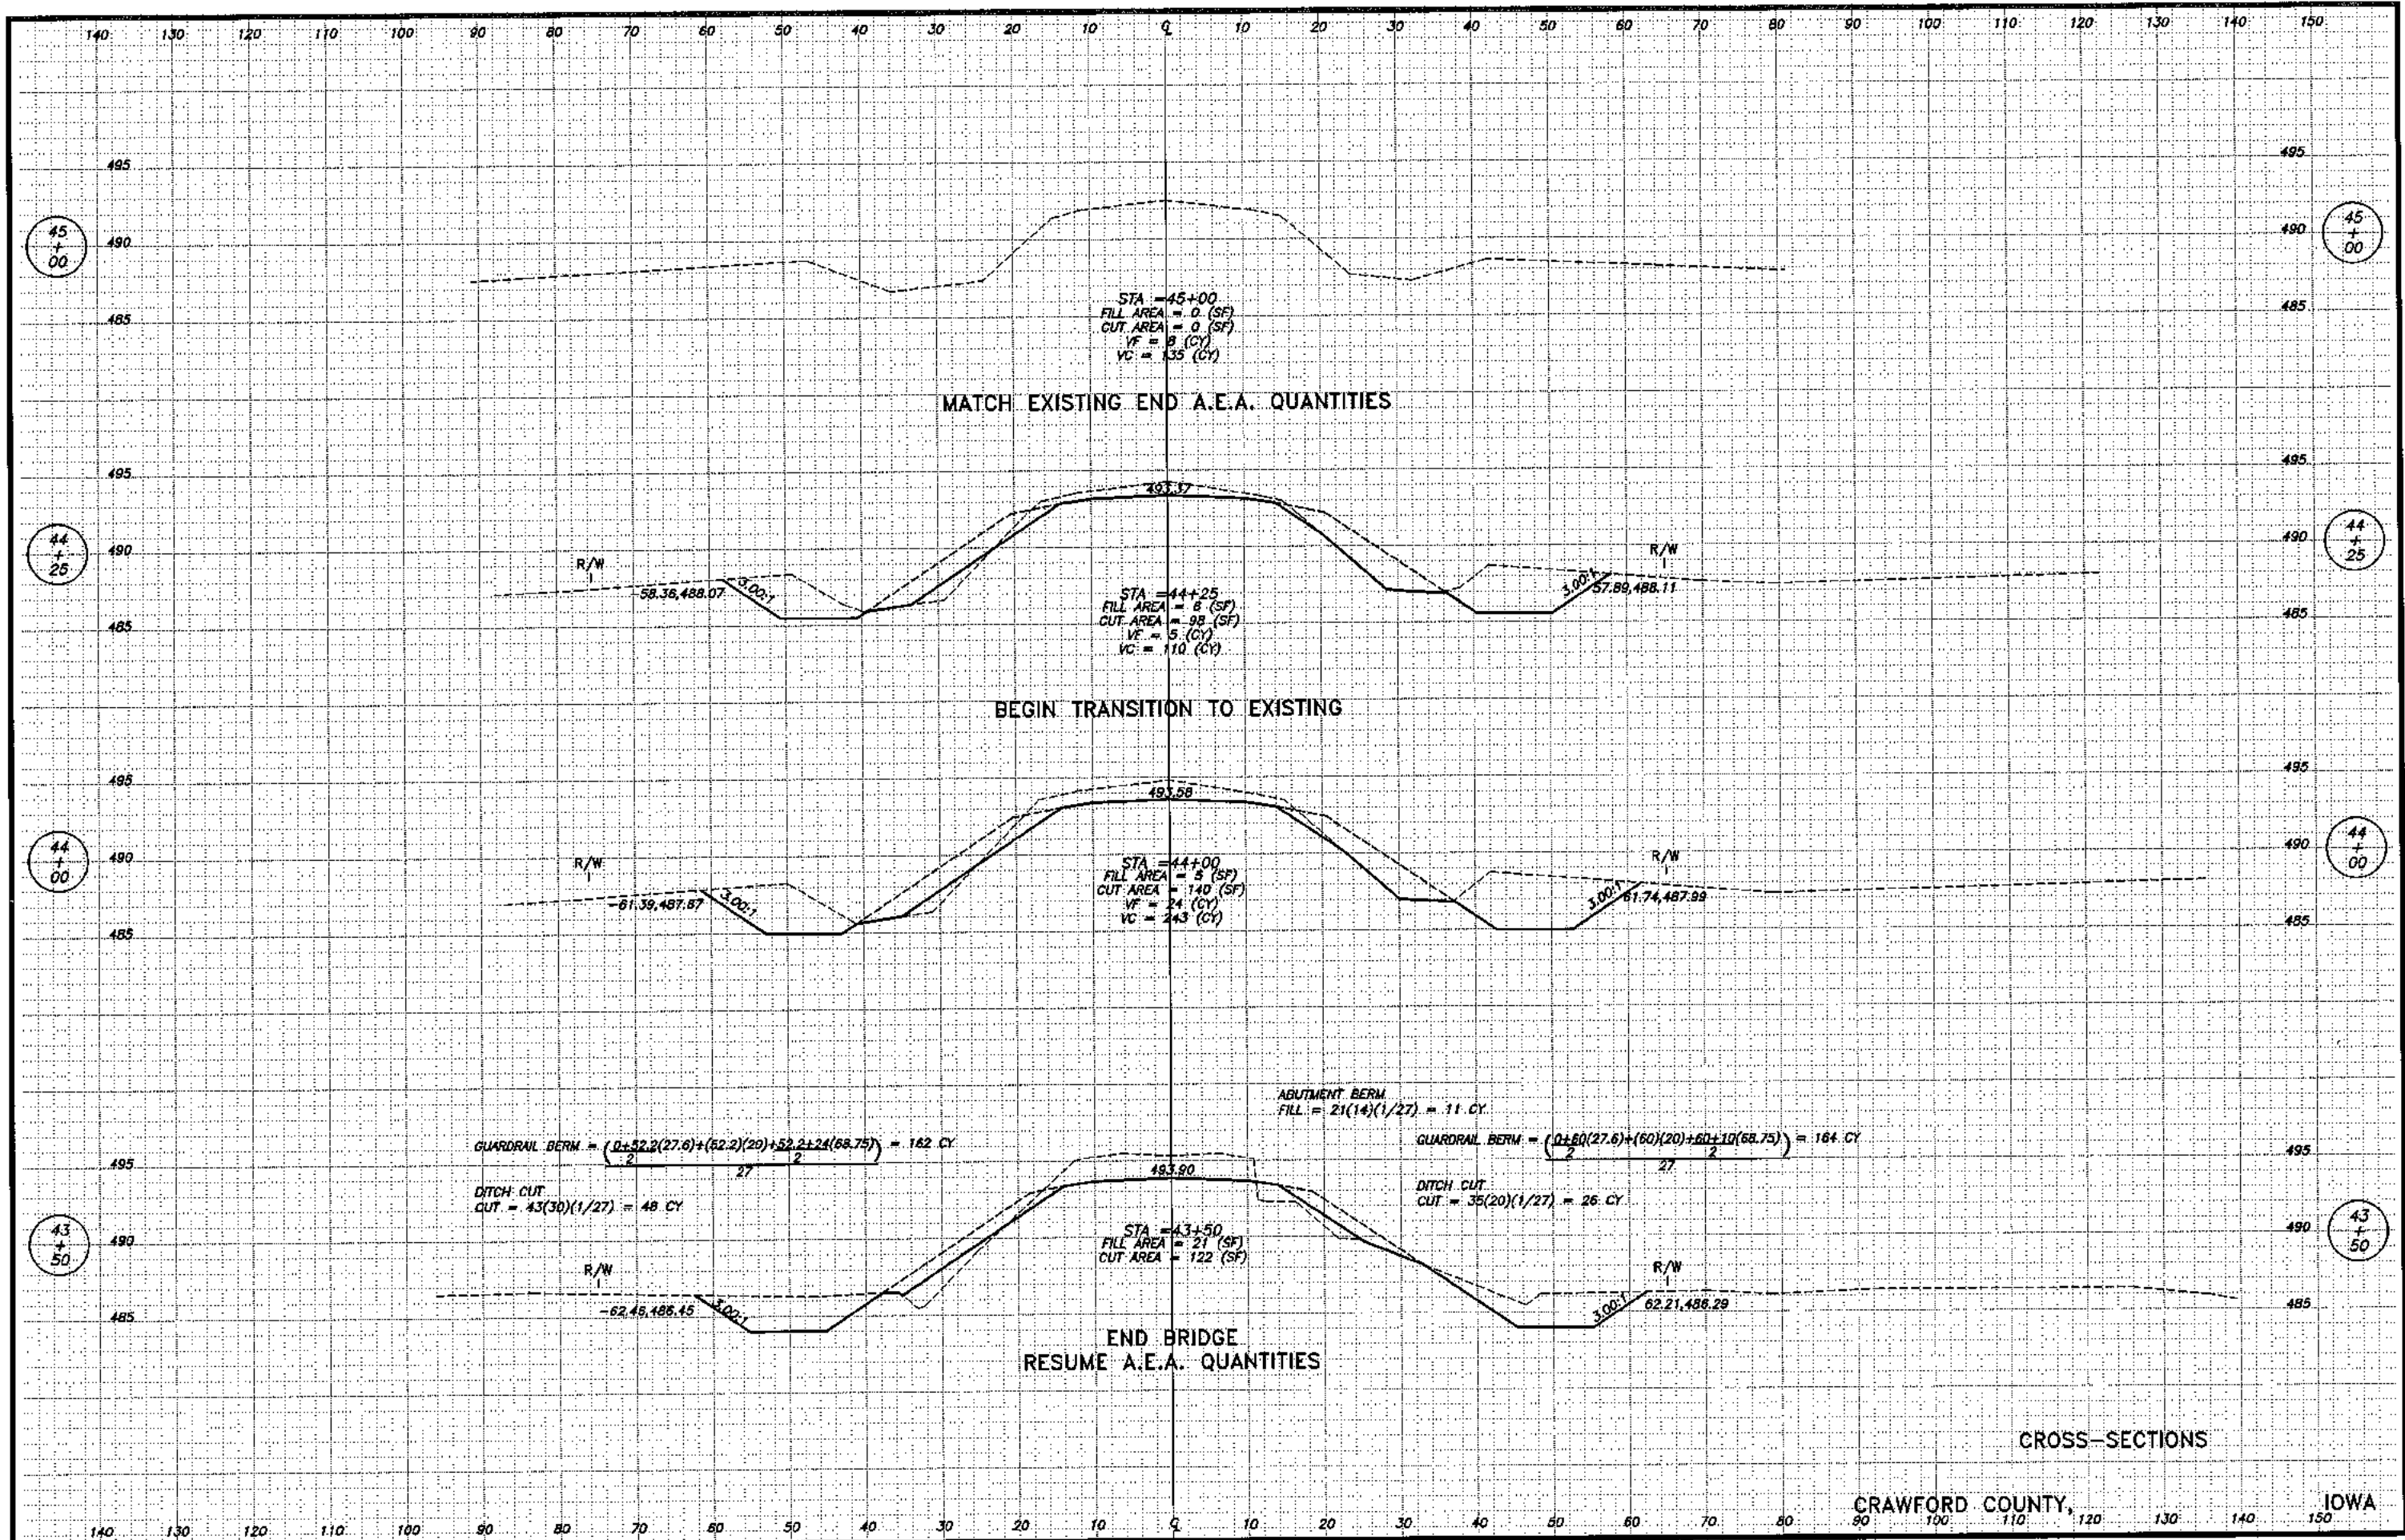 140 130 120 110 100 90 80 70 60 50 40 30 20 10 ℄ 10 20 30 40 50 60 70 80 90 100 110 120 130 140 150
495 495
45 + 00
490 490
45 + 00
485 485
STA =45+00
FILL AREA = 0 (SF)
CUT AREA = 0 (SF)
VF = 8 (CY)
VC = 135 (CY)
MATCH EXISTING END A.E.A. QUANTITIES
495 495
493.37
44 + 25
490 490
44 + 25
R/W R/W
3.00:1 3.00:1
-58.36,488.07 57.89,488.11
485 485
STA =44+25
FILL AREA = 6 (SF)
CUT AREA = 98 (SF)
VF = 5 (CY)
VC = 110 (CY)
BEGIN TRANSITION TO EXISTING
495 495
493.58
44 + 00
490 490
44 + 00
R/W R/W
3.00:1 3.00:1
-61.39,487.87 61.74,487.99
485 485
STA =44+00
FILL AREA = 5 (SF)
CUT AREA = 140 (SF)
VF = 24 (CY)
VC = 243 (CY)
ABUTMENT BERM
FILL = 21(14)(1/27) = 11 CY
GUARDRAIL BERM = (0+52.2(27.6)+(52.2)(20)+52.2+24(68.75)) = 162 CY
2 2
27
GUARDRAIL BERM = (0+60(27.6)+(60)(20)+60+10(68.75)) = 164 CY
2 2
27
495 495
493.90
DITCH CUT
CUT = 43(30)(1/27) = 48 CY
DITCH CUT
CUT = 35(20)(1/27) = 26 CY
43 + 50
490 490
43 + 50
STA =43+50
FILL AREA = 21 (SF)
CUT AREA = 122 (SF)
R/W R/W
3.00:1 3.00:1
-62.46,486.45 62.21,486.29
485 485
END BRIDGE
RESUME A.E.A. QUANTITIES
CROSS-SECTIONS
CRAWFORD COUNTY, IOWA
140 130 120 110 100 90 80 70 60 50 40 30 20 10 ℄ 10 20 30 40 50 60 70 80 90 100 110 120 130 140 150